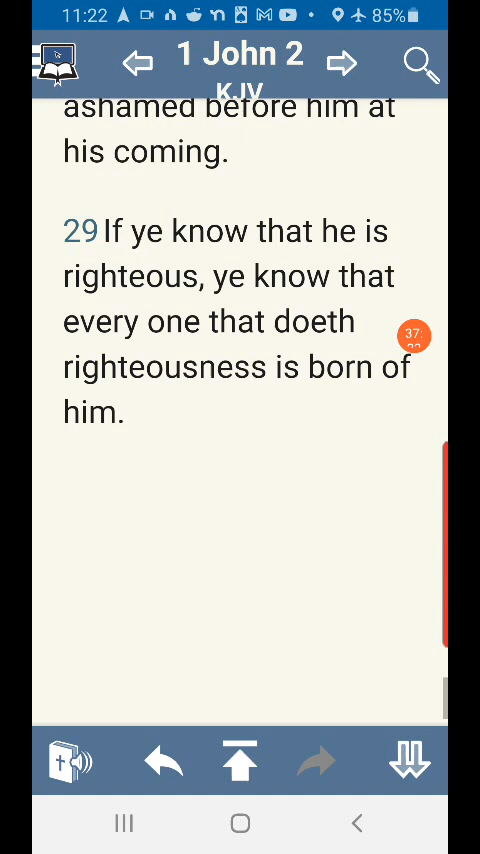 11:22
85%
1 John 2
KJV
ashamed before him at
his coming.
29 If ye know that he is
righteous, ye know that
every one that doeth
righteousness is born of
him.
37: